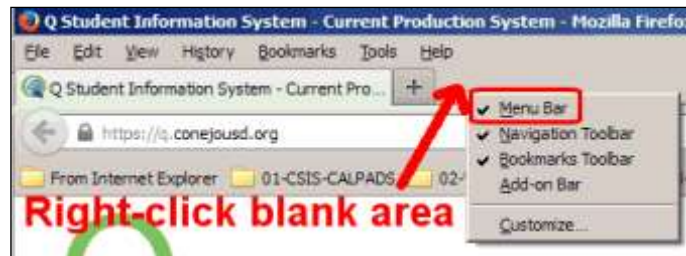 Q Student Information System - Current Production System - Mozilla Firefo
File Edit View History Bookmarks Tools Help
Q Student Information System - Current Pro... +
https://q.conejousd.org
From Internet Explorer 01-CSIS-CALPADS 02-
Menu Bar
Navigation Toolbar
Bookmarks Toolbar
Add-on Bar
Customize...
Right-click blank area